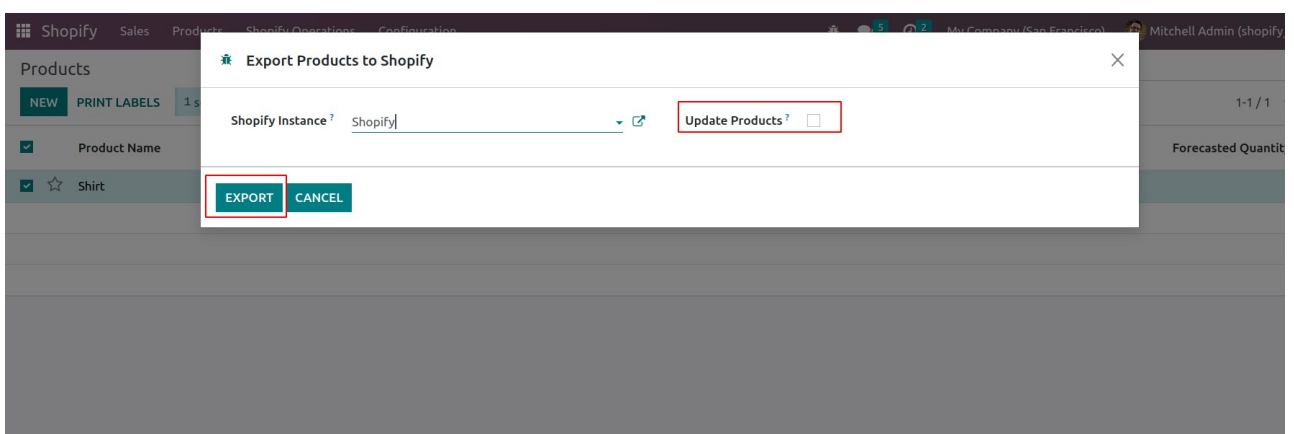 Shopify Sales Products Shopify Operations Configuration 5 2 My Company (San Francisco) Mitchell Admin (shopify
Products
Export Products to Shopify
NEW PRINT LABELS 1 s
1-1 / 1
Shopify Instance ? Shopify
Update Products ?
Product Name
Forecasted Quantit
Shirt
EXPORT CANCEL